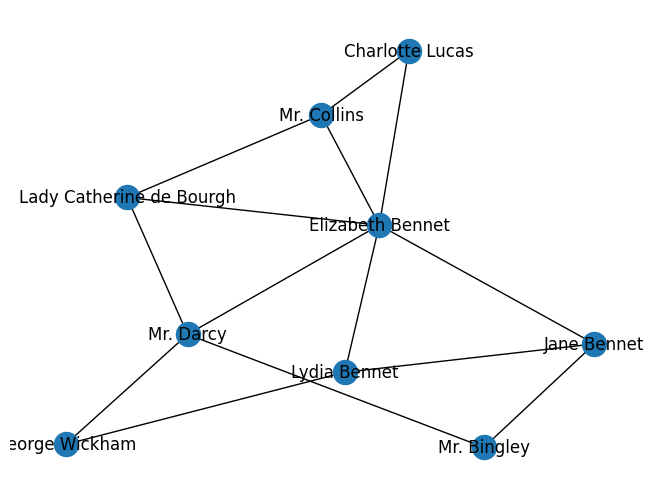 Charlotte Lucas
Mr. Collins
Lady Catherine de Bourgh
Elizabeth Bennet
Mr. Darcy
Jane Bennet
Lydia Bennet
eorge Wickham
Mr. Bingley